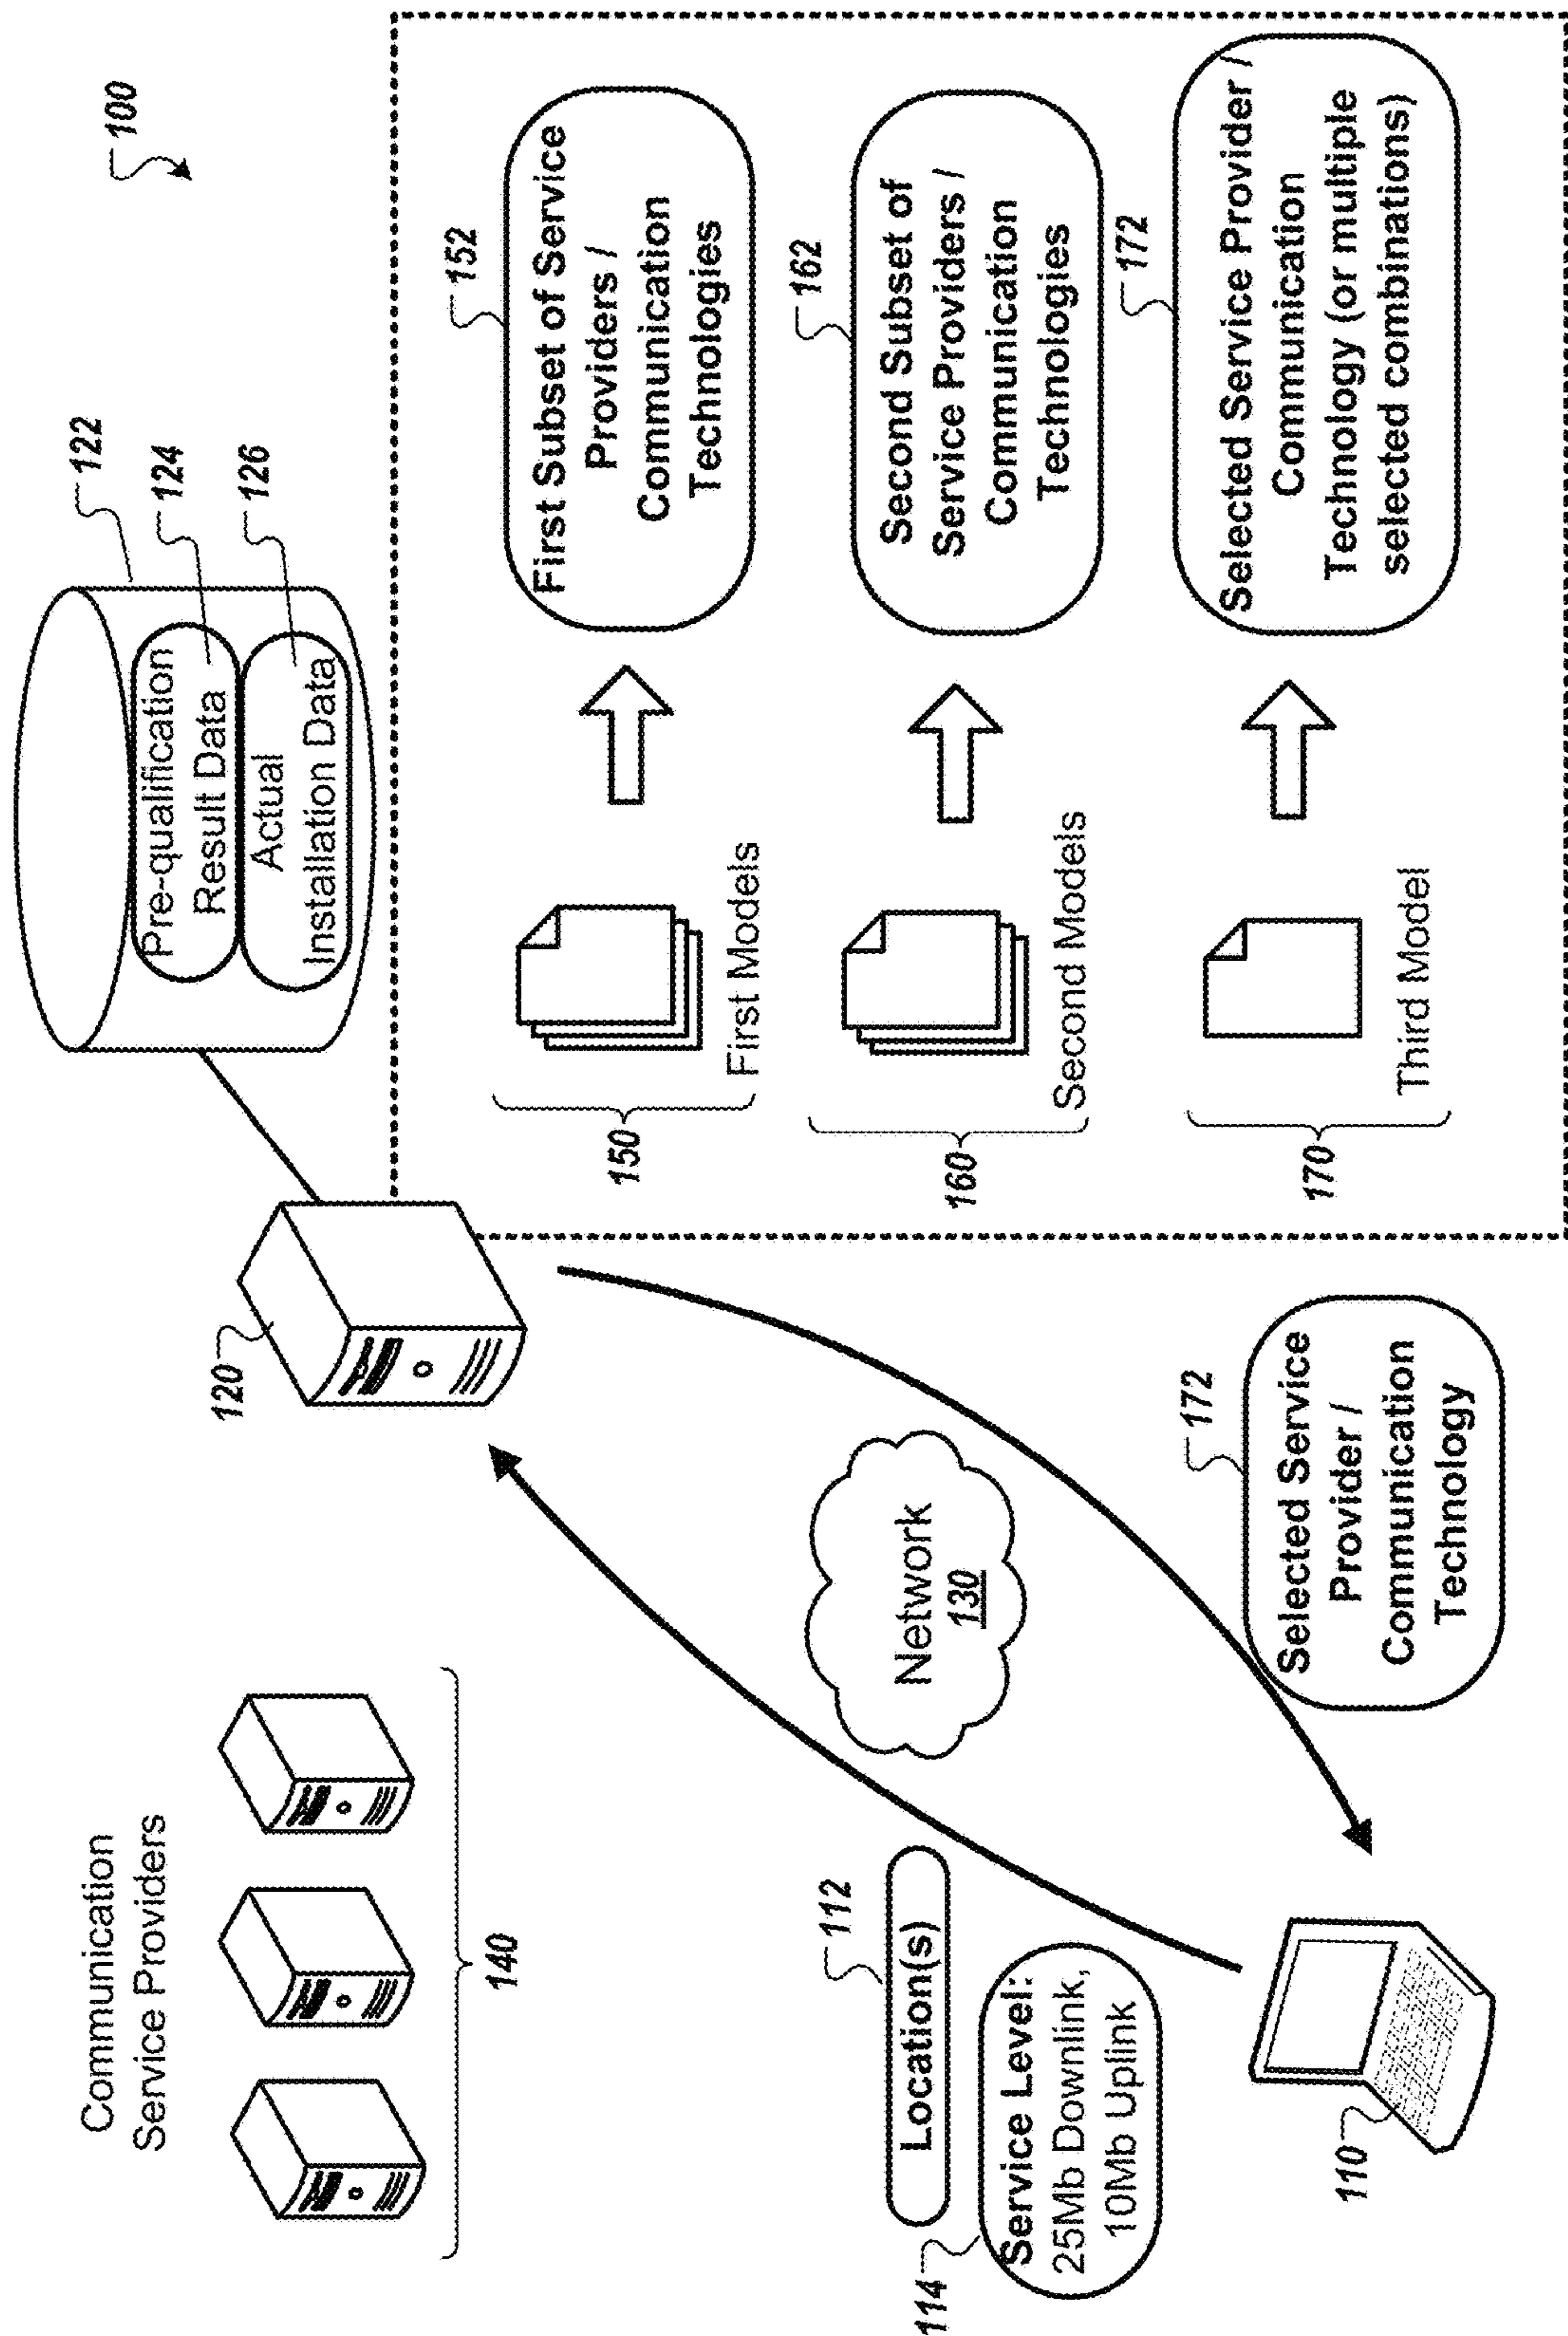 100
Communication
Service Providers
140
120
122
Pre-qualification
Result Data
124
Actual
Installation Data
126
112
Location(s)
114
Service Level:
25Mb Downlink,
10Mb Uplink
110
Network
130
172
Selected Service
Provider /
Communication
Technology
150
First Models
152
First Subset of Service
Providers /
Communication
Technologies
160
Second Models
162
Second Subset of
Service Providers /
Communication
Technologies
170
Third Model
172
Selected Service Provider /
Communication
Technology (or multiple
selected combinations)